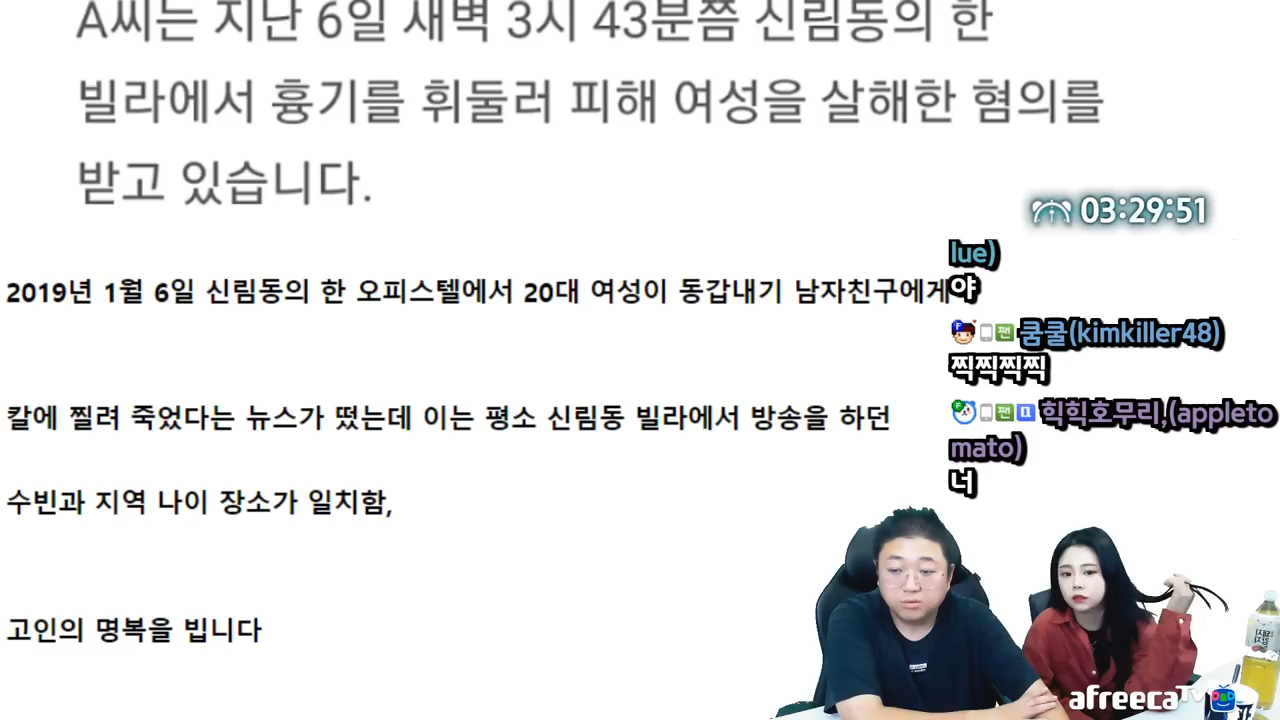 A씨는 지난 6일 새벽 3시 43분쯤 신림동의 한
빌라에서 흉기를 휘둘러 피해 여성을 살해한 혐의를
받고 있습니다.
03:29:51
lue)
야
2019년 1월 6일 신림동의 한 오피스텔에서 20대 여성이 동갑내기 남자친구에게
F 팬 쿰쿨(kimkiller48)
찍찍찍찍
칼에 찔려 죽었다는 뉴스가 떴는데 이는 평소 신림동 빌라에서 방송을 하던
F 팬 힉힉호무리,(appleto
mato)
너
수빈과 지역 나이 장소가 일치함,
고인의 명복을 빕니다
afreecaTV